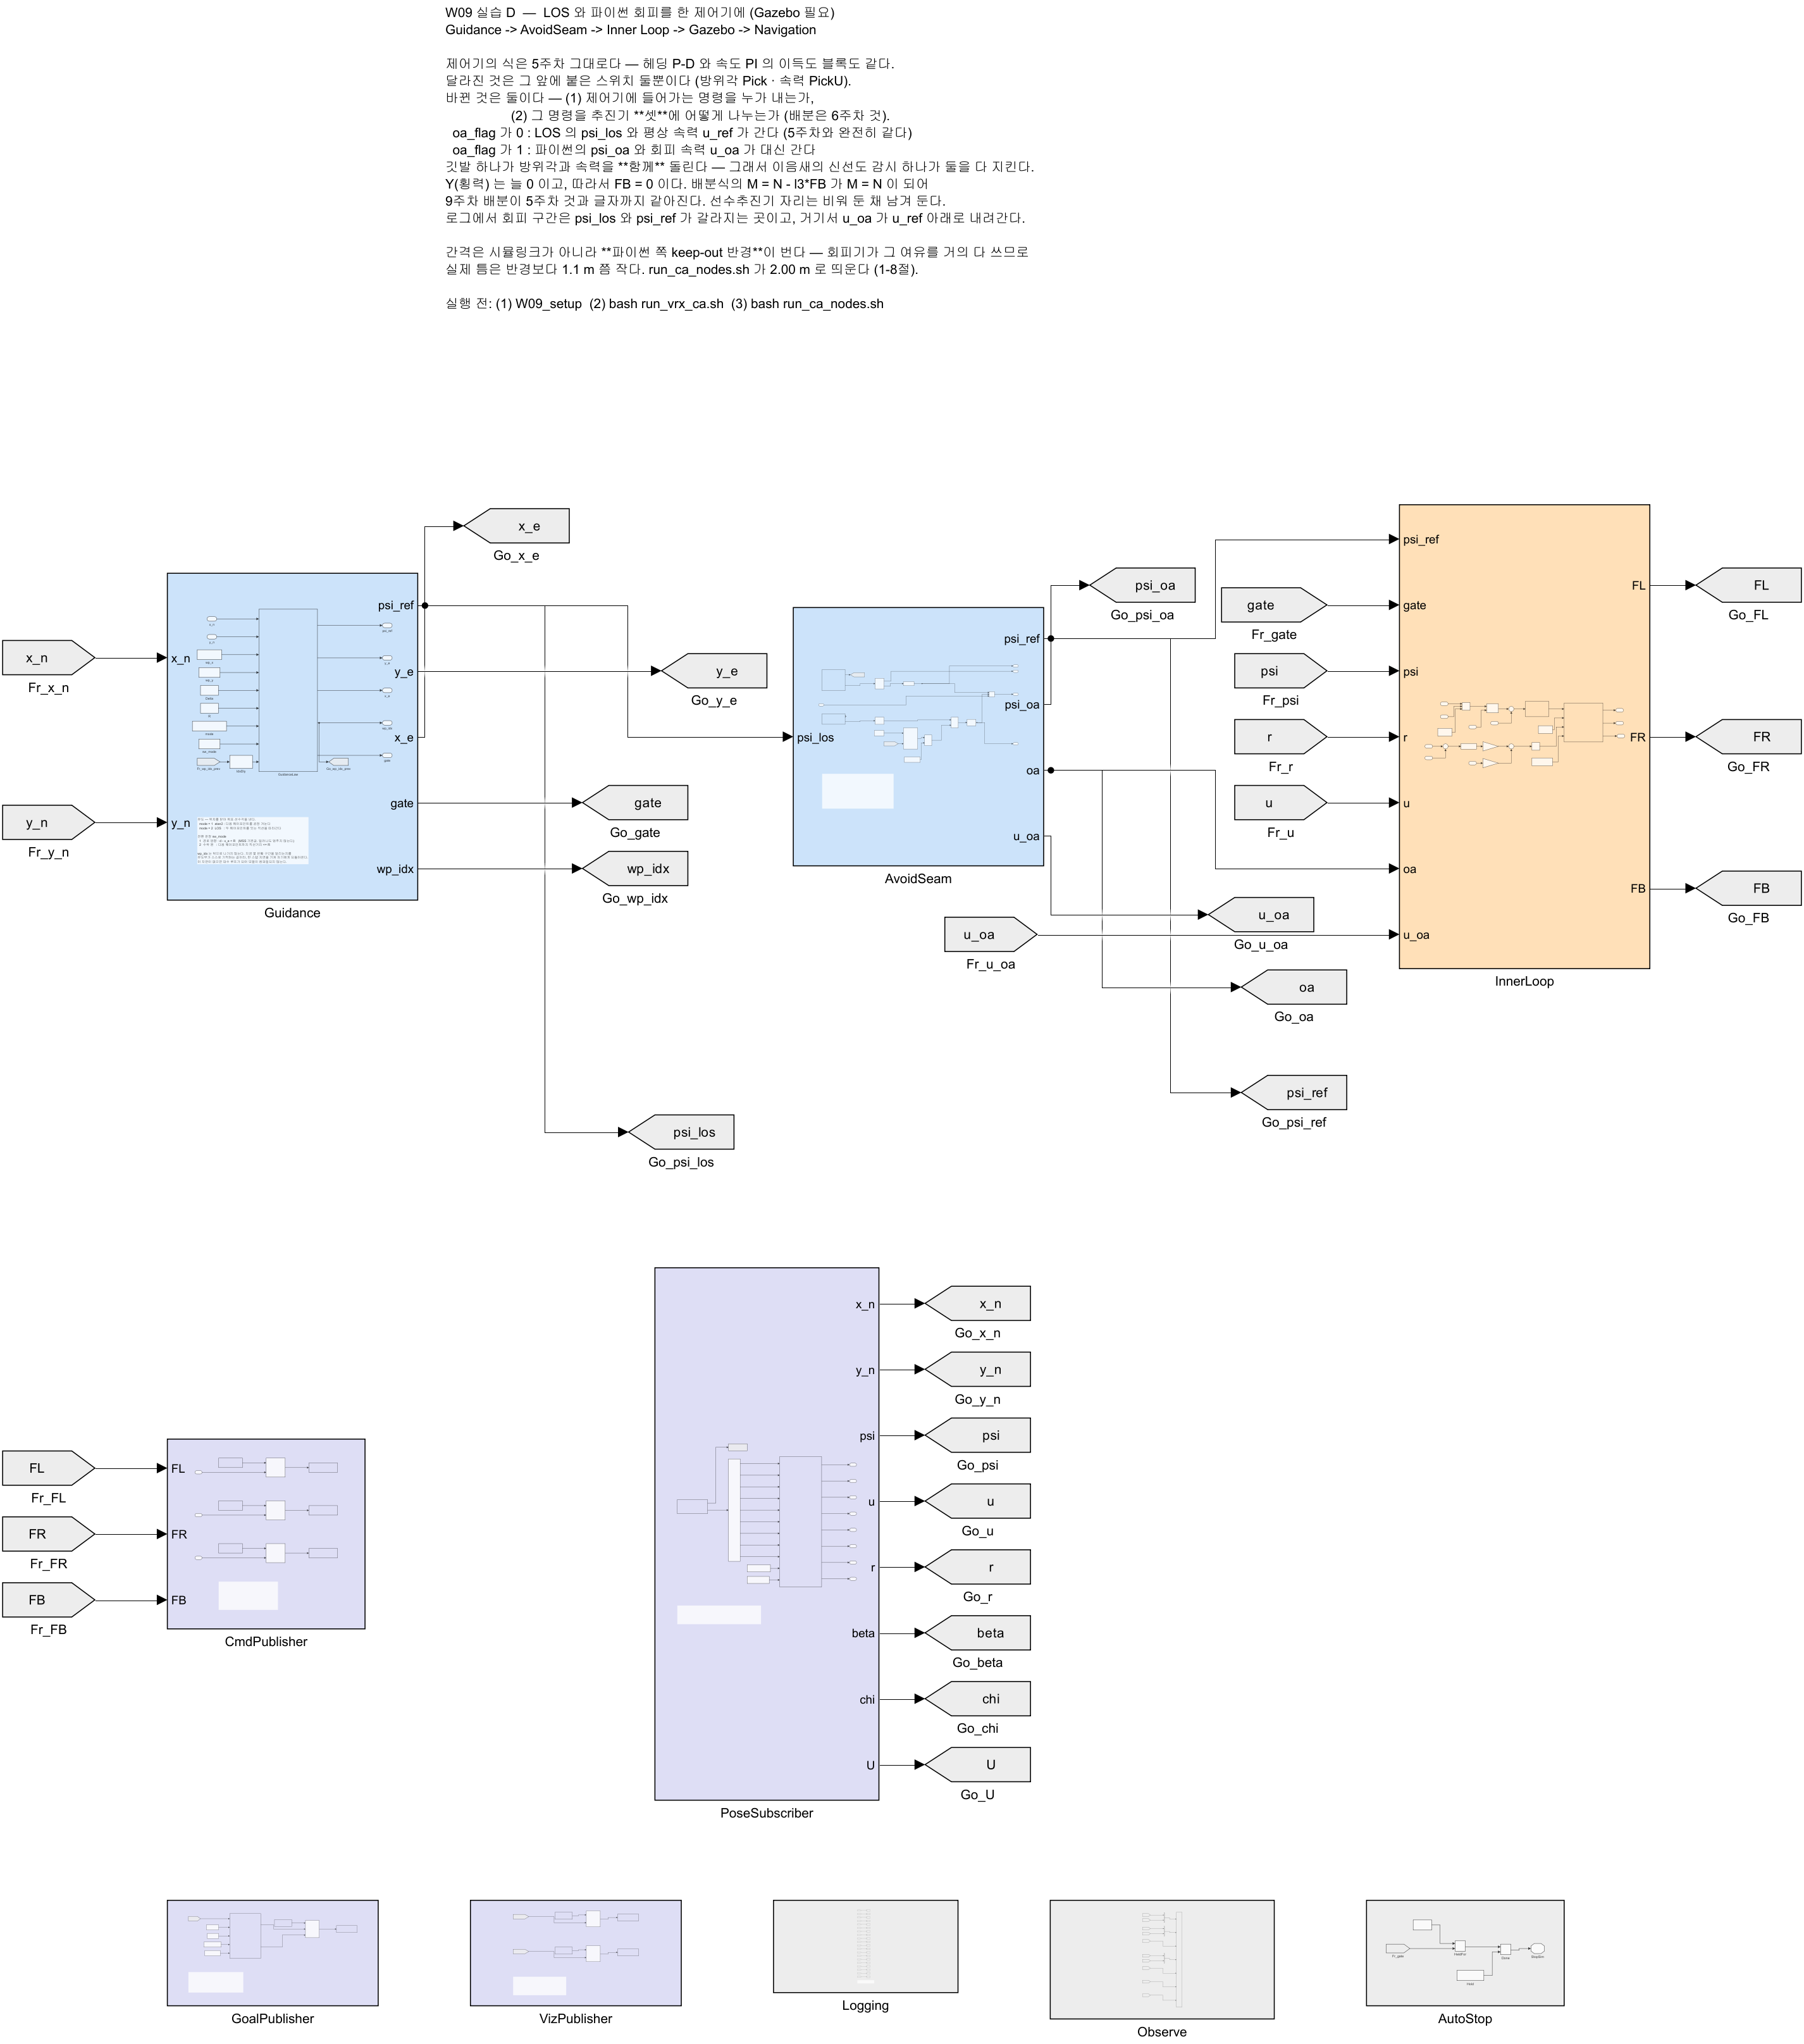 W09 실습 D  —  LOS 와 파이썬 회피를 한 제어기에 (Gazebo 필요)
Guidance -> AvoidSeam -> Inner Loop -> Gazebo -> Navigation
제어기의 식은 5주차 그대로다 — 헤딩 P-D 와 속도 PI 의 이득도 블록도 같다.
달라진 것은 그 앞에 붙은 스위치 둘뿐이다 (방위각 Pick · 속력 PickU).
바뀐 것은 둘이다 — (1) 제어기에 들어가는 명령을 누가 내는가,
(2) 그 명령을 추진기 **셋**에 어떻게 나누는가 (배분은 6주차 것).
oa_flag 가 0 : LOS 의 psi_los 와 평상 속력 u_ref 가 간다 (5주차와 완전히 같다)
oa_flag 가 1 : 파이썬의 psi_oa 와 회피 속력 u_oa 가 대신 간다
깃발 하나가 방위각과 속력을 **함께** 돌린다 — 그래서 이음새의 신선도 감시 하나가 둘을 다 지킨다.
Y(횡력) 는 늘 0 이고, 따라서 FB = 0 이다. 배분식의 M = N - l3*FB 가 M = N 이 되어
9주차 배분이 5주차 것과 글자까지 같아진다. 선수추진기 자리는 비워 둔 채 남겨 둔다.
로그에서 회피 구간은 psi_los 와 psi_ref 가 갈라지는 곳이고, 거기서 u_oa 가 u_ref 아래로 내려간다.
간격은 시뮬링크가 아니라 **파이썬 쪽 keep-out 반경**이 번다 — 회피기가 그 여유를 거의 다 쓰므로
실제 틈은 반경보다 1.1 m 쯤 작다. run_ca_nodes.sh 가 2.00 m 로 띄운다 (1-8절).
실행 전: (1) W09_setup  (2) bash run_vrx_ca.sh  (3) bash run_ca_nodes.sh
x_e
Go_x_e
x_n
Fr_x_n
y_n
Fr_y_n
x_n
y_n
psi_ref
y_e
x_e
gate
wp_idx
Guidance
y_e
Go_y_e
gate
Go_gate
wp_idx
Go_wp_idx
psi_los
Go_psi_los
psi_los
psi_ref
psi_oa
oa
u_oa
AvoidSeam
psi_oa
Go_psi_oa
gate
Fr_gate
psi
Fr_psi
r
Fr_r
u
Fr_u
u_oa
Go_u_oa
u_oa
Fr_u_oa
oa
Go_oa
psi_ref
Go_psi_ref
psi_ref
gate
psi
r
u
oa
u_oa
FL
FR
FB
InnerLoop
FL
Go_FL
FR
Go_FR
FB
Go_FB
FL
Fr_FL
FR
Fr_FR
FB
Fr_FB
FL
FR
FB
CmdPublisher
x_n
y_n
psi
u
r
beta
chi
U
PoseSubscriber
x_n
Go_x_n
y_n
Go_y_n
psi
Go_psi
u
Go_u
r
Go_r
beta
Go_beta
chi
Go_chi
U
Go_U
GoalPublisher
VizPublisher
Logging
Observe
AutoStop